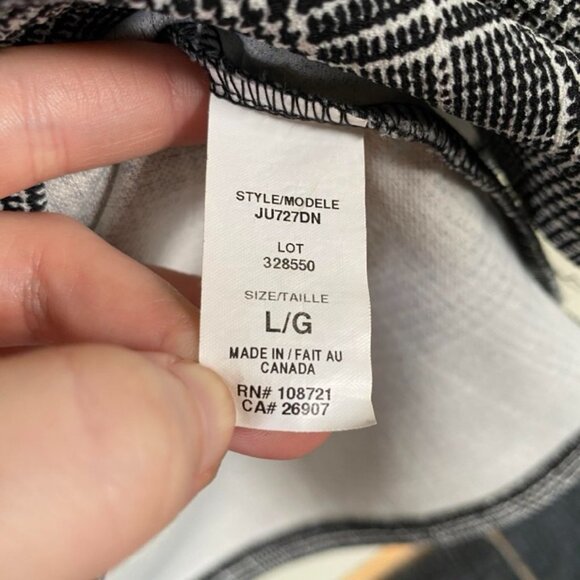 STYLE/MODELE
JU727DN
LOT
328550
SIZE/TAILLE
L/G
MADE IN / FAIT AU
CANADA
RN# 108721
CA# 26907